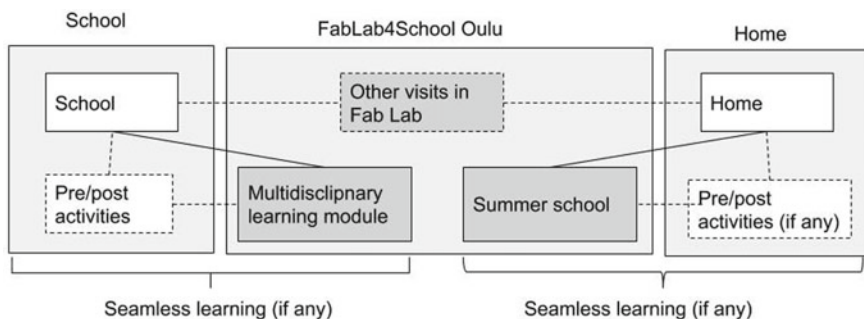 School
FabLab4School Oulu
Home
School
Other visits in
Fab Lab
Home
Pre/post
activities
Multidisclipnary
learning module
Summer school
Pre/post
activities (if any)
Seamless learning (if any)
Seamless learning (if any)